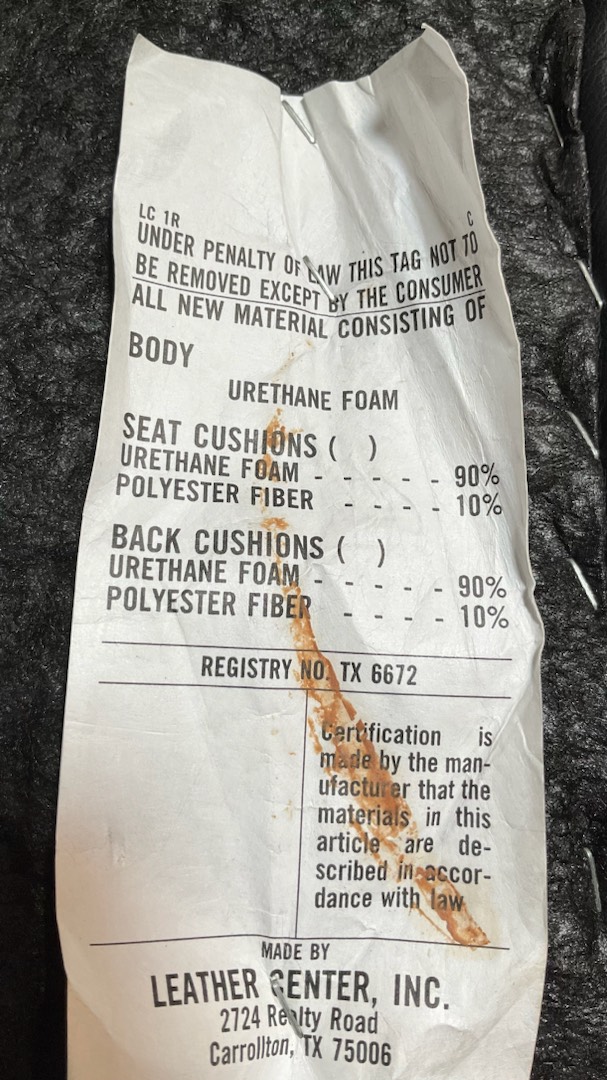 LC 1R C
UNDER PENALTY OF LAW THIS TAG NOT TO
BE REMOVED EXCEPT BY THE CONSUMER
ALL NEW MATERIAL CONSISTING OF
BODY
URETHANE FOAM
SEAT CUSHIONS ( )
URETHANE FOAM - - - - - 90%
POLYESTER FIBER - - - - 10%
BACK CUSHIONS ( )
URETHANE FOAM - - - - - 90%
POLYESTER FIBER - - - - 10%
REGISTRY NO. TX 6672
Certification is
made by the man-
ufacturer that the
materials in this
article are de-
scribed in accor-
dance with law
MADE BY
LEATHER CENTER, INC.
2724 Realty Road
Carrollton, TX 75006